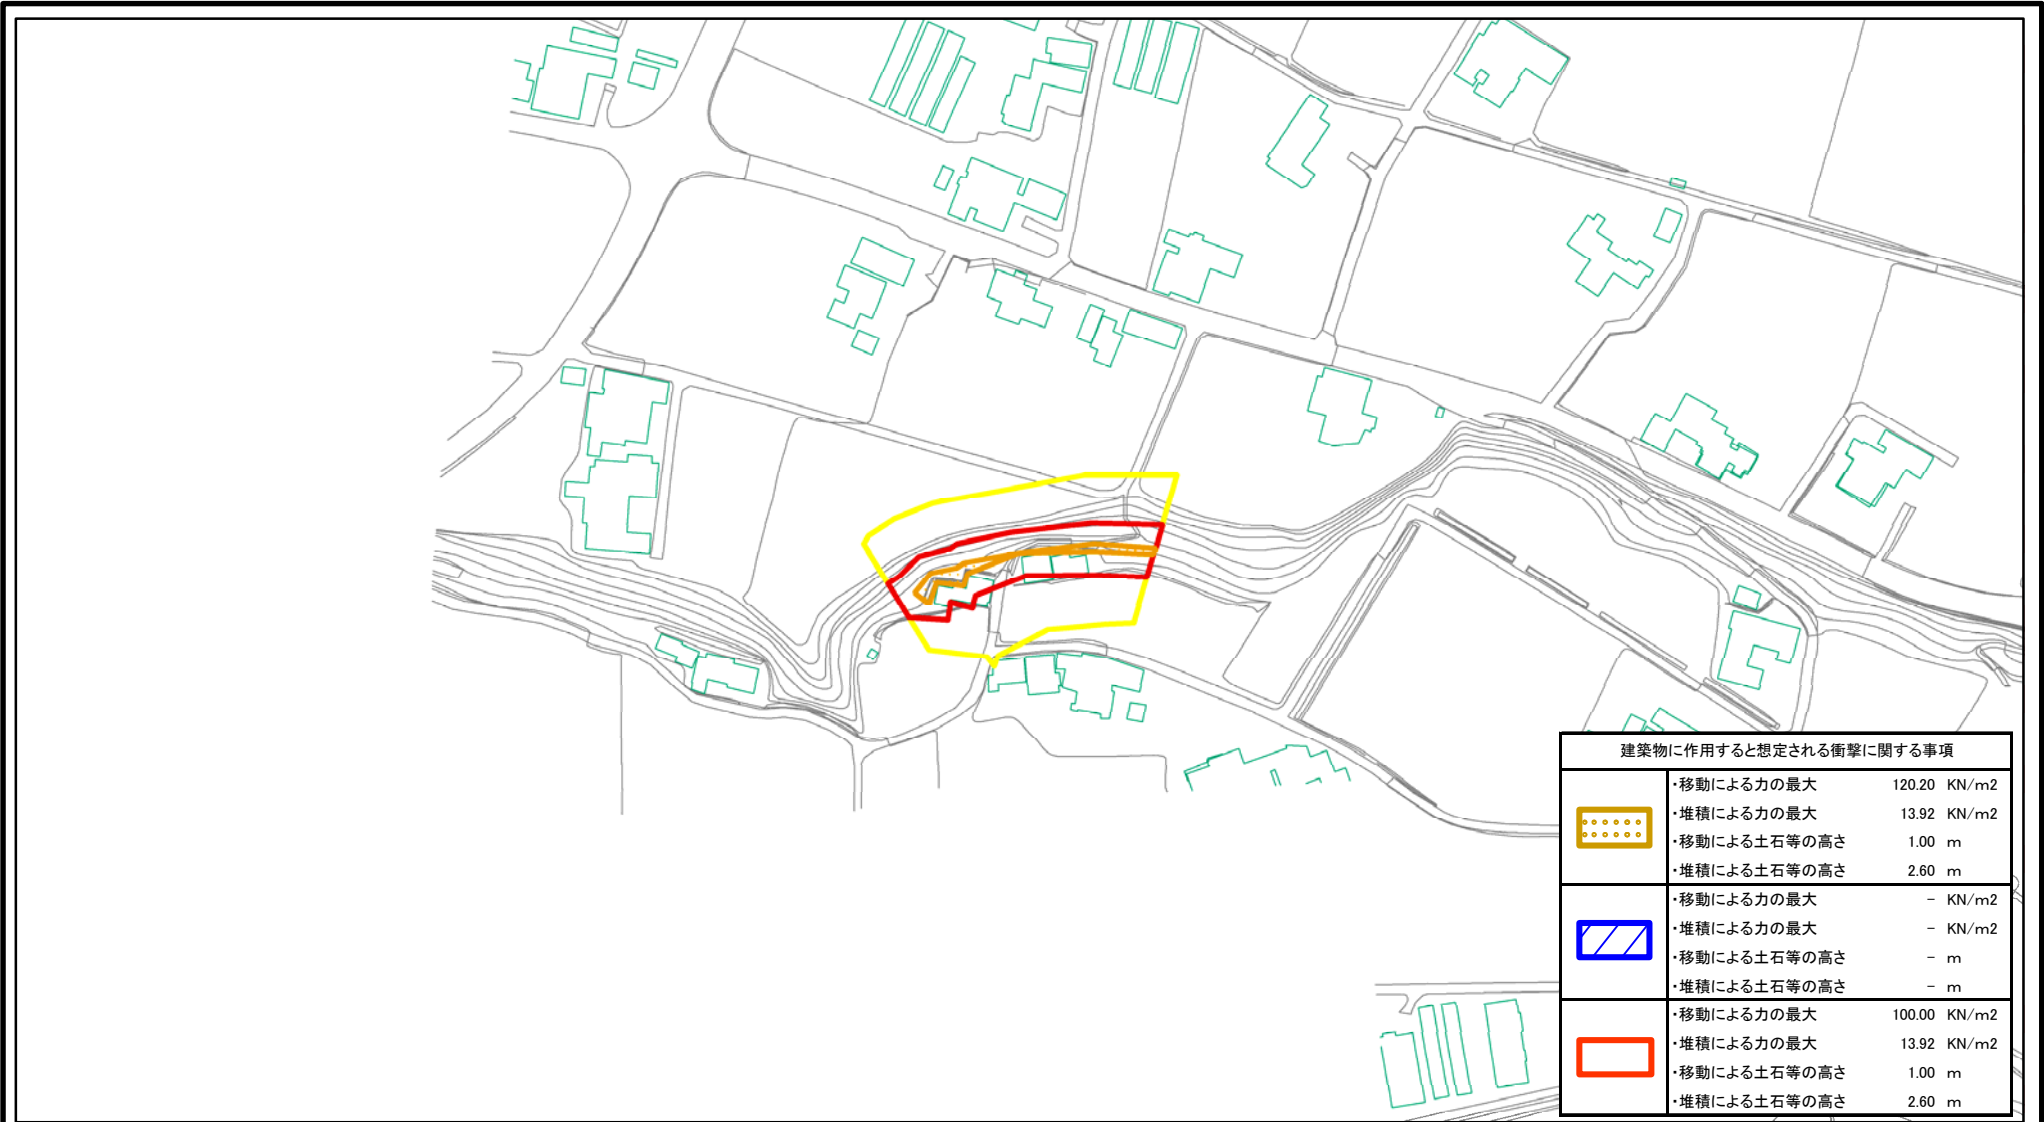 建築物に作用すると想定される衝撃に関する事項
・移動による力の最大 120.20 KN/m2
・堆積による力の最大 13.92 KN/m2
・移動による土石等の高さ 1.00 m
・堆積による土石等の高さ 2.60 m
・移動による力の最大 - KN/m2
・堆積による力の最大 - KN/m2
・移動による土石等の高さ - m
・堆積による土石等の高さ - m
・移動による力の最大 100.00 KN/m2
・堆積による力の最大 13.92 KN/m2
・移動による土石等の高さ 1.00 m
・堆積による土石等の高さ 2.60 m